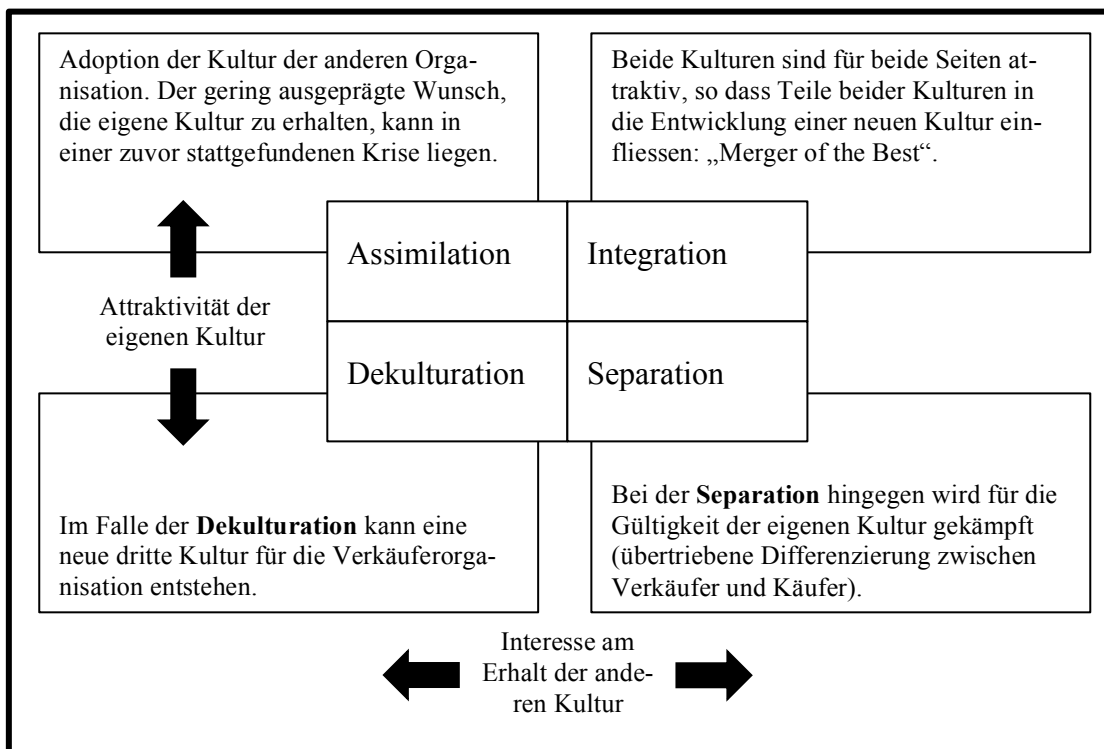 Adoption der Kultur der anderen Orga-
nisation. Der gering ausgeprägte Wunsch,
die eigene Kultur zu erhalten, kann in
einer zuvor stattgefundenen Krise liegen.
Beide Kulturen sind für beide Seiten at-
traktiv, so dass Teile beider Kulturen in
die Entwicklung einer neuen Kultur ein-
fliessen: „Merger of the Best“.
Assimilation
Integration
Attraktivität der
eigenen Kultur
Dekulturation
Separation
Im Falle der Dekulturation kann eine
neue dritte Kultur für die Verkäuferorga-
nisation entstehen.
Bei der Separation hingegen wird für die
Gültigkeit der eigenen Kultur gekämpft
(übertriebene Differenzierung zwischen
Verkäufer und Käufer).
Interesse am
Erhalt der ande-
ren Kultur